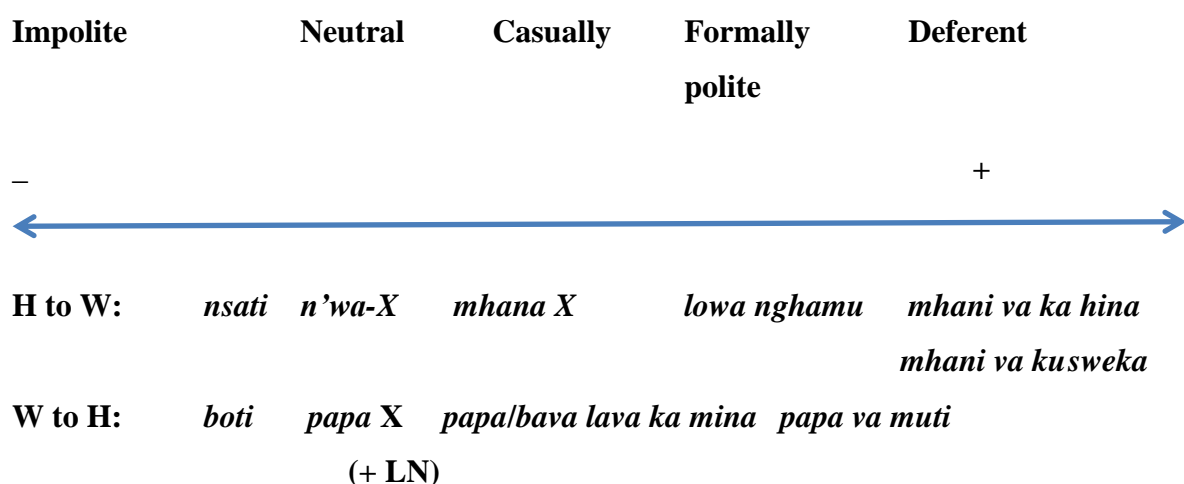 Impolite Neutral Casually Formally Deferent
polite
_ +
H to W: nsati n’wa-X mhana X lowa nghamu mhani va ka hina
mhani va kusweka
W to H: boti papa X papa/bava lava ka mina papa va muti
(+ LN)